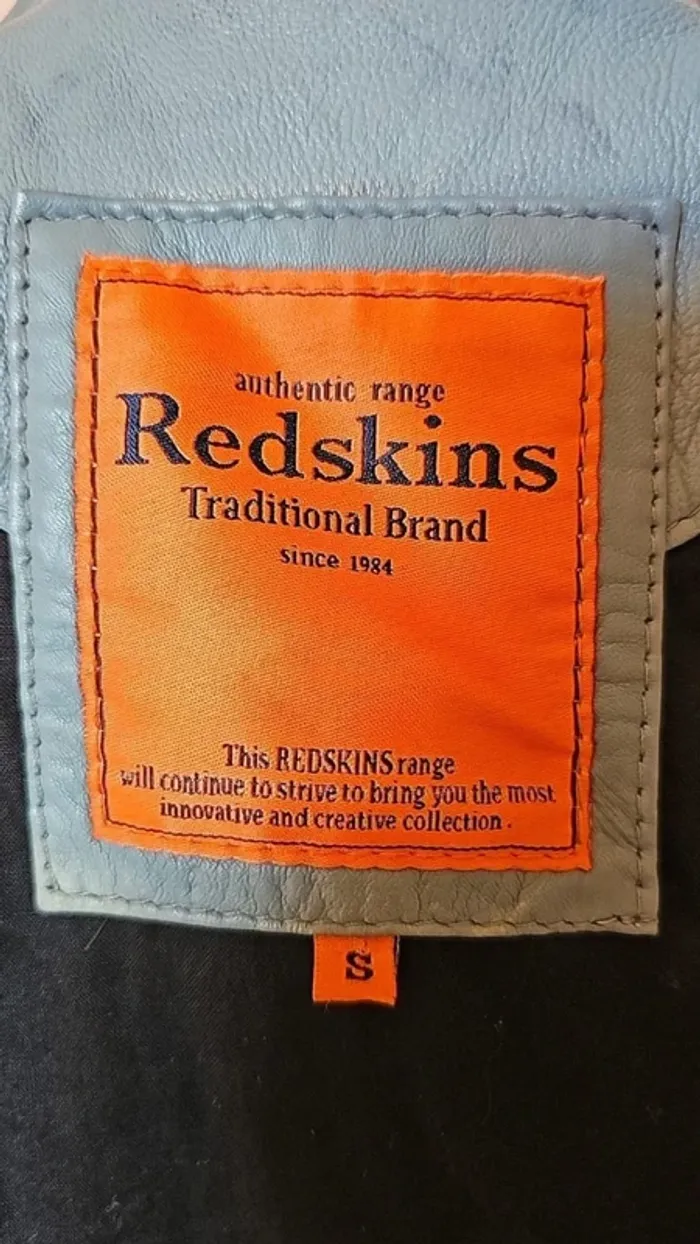 authentic range
Redskins
Traditional Brand
since 1984
This REDSKINS range
will continue to strive to bring you the most
innovative and creative collection.
S